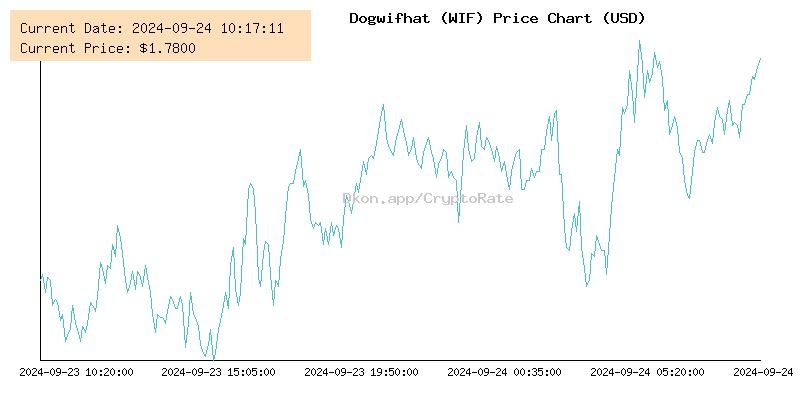 Dogwifhat (WIF) Price Chart (USD)
Current Date: 2024-09-24 10:17:11
Current Price: $1.7800
Dkon.app/CryptoRate
2024-09-23 10:20:00 2024-09-23 15:05:00 2024-09-23 19:50:00 2024-09-24 00:35:00 2024-09-24 05:20:00 2024-09-24